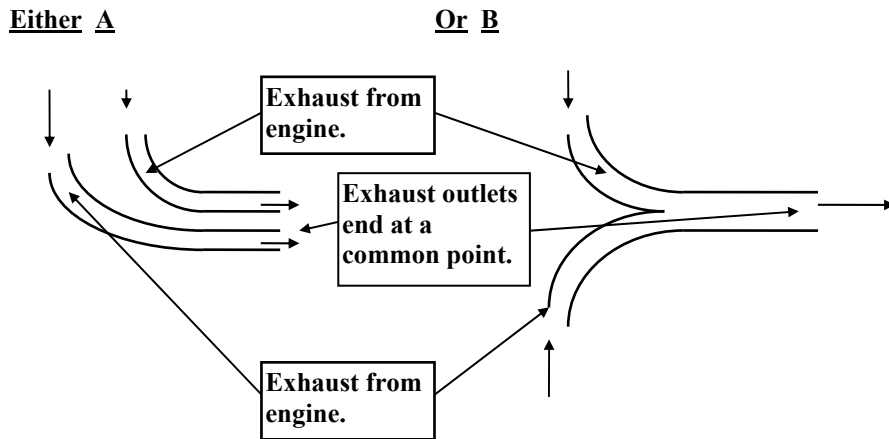 Either A
Or B
Exhaust from
engine.
Exhaust outlets
end at a
common point.
Exhaust from
engine.